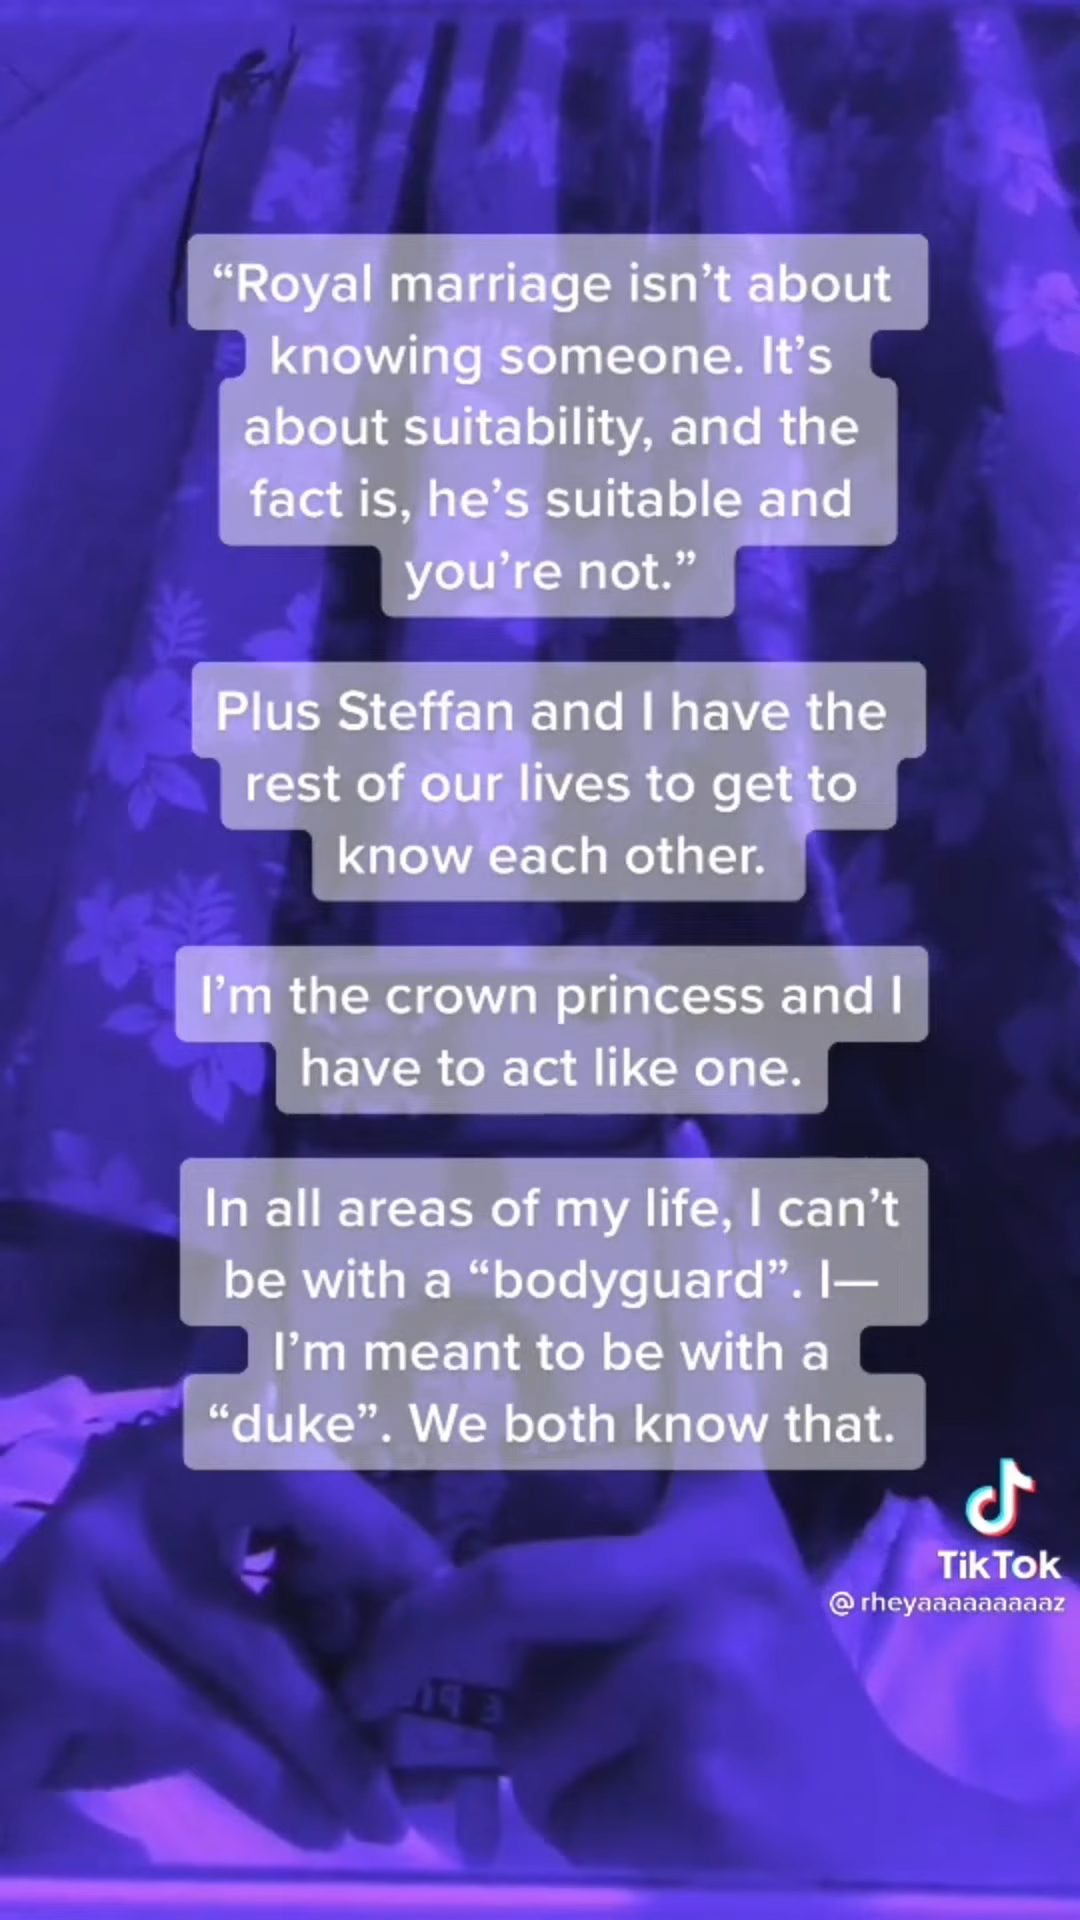 “Royal marriage isn’t about
knowing someone. It’s
about suitability, and the
fact is, he’s suitable and
you’re not.”
Plus Steffan and I have the
rest of our lives to get to
know each other.
I’m the crown princess and I
have to act like one.
In all areas of my life, I can’t
be with a “bodyguard”. I—
I’m meant to be with a
“duke”. We both know that.
TikTok
@rheyaaaaaaaaaz